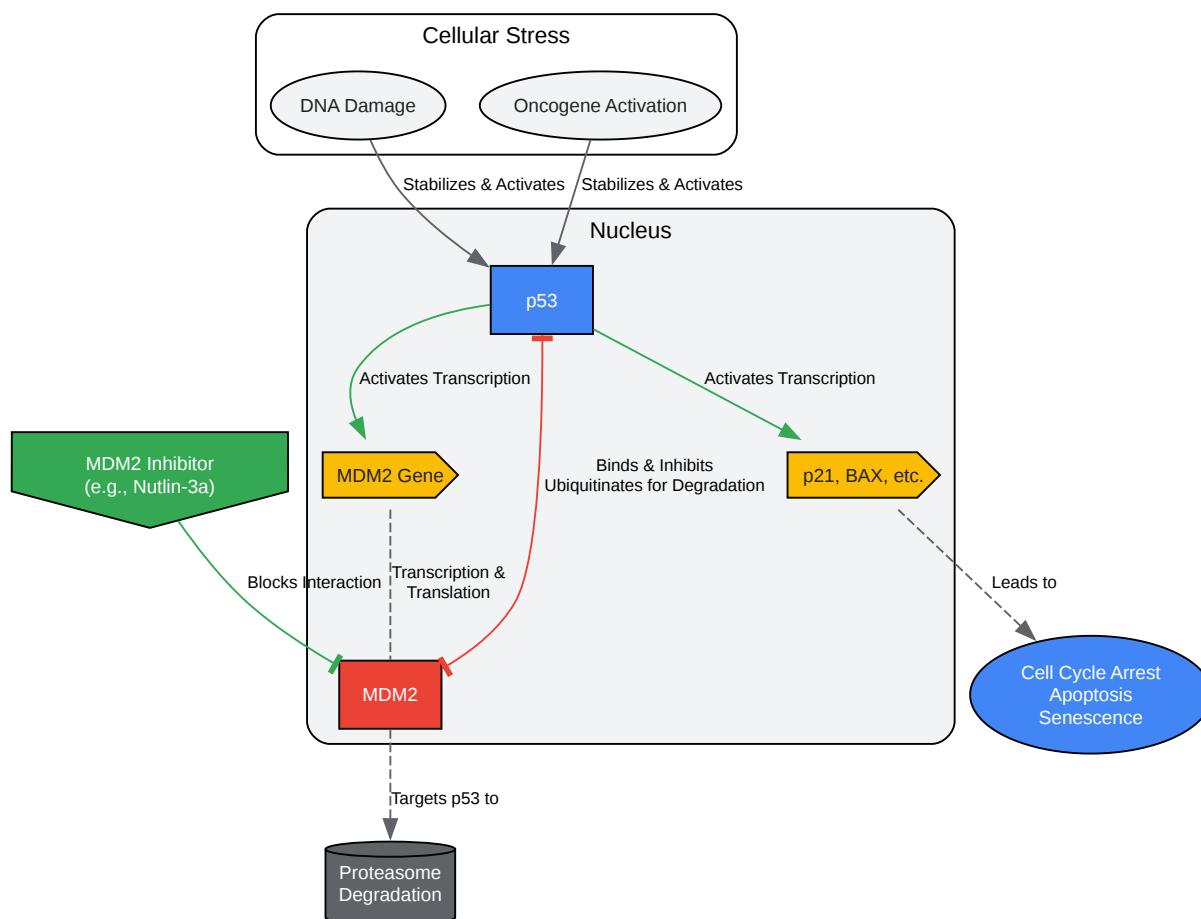 Cellular Stress
DNA Damage
Oncogene Activation
Stabilizes & Activates
Stabilizes & Activates
Nucleus
p53
Activates Transcription
Activates Transcription
MDM2 Inhibitor
(e.g., Nutlin-3a)
MDM2 Gene
Binds & Inhibits
Ubiquitinates for Degradation
p21, BAX, etc.
Blocks Interaction
Transcription &
Translation
Leads to
MDM2
Cell Cycle Arrest
Apoptosis
Senescence
Targets p53 to
Proteasome
Degradation